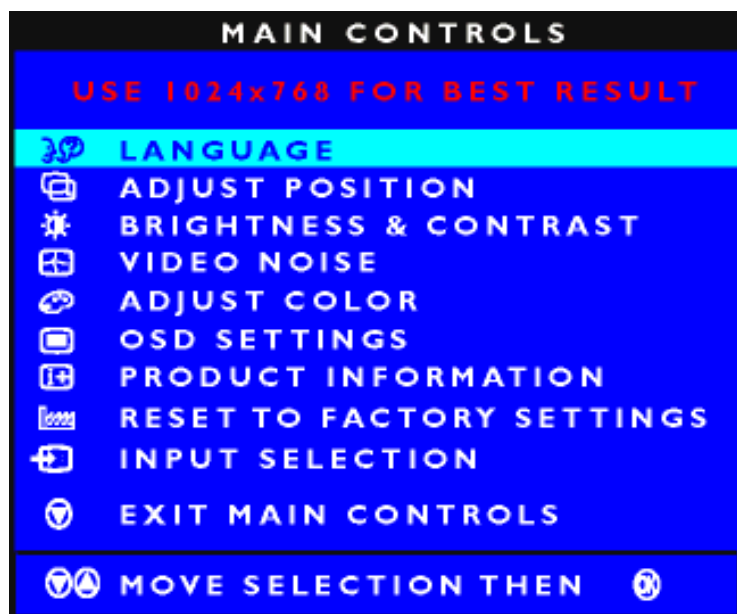 MAIN CONTROLS
USE 1024x768 FOR BEST RESULT
LANGUAGE
ADJUST POSITION
BRIGHTNESS & CONTRAST
VIDEO NOISE
ADJUST COLOR
OSD SETTINGS
PRODUCT INFORMATION
RESET TO FACTORY SETTINGS
INPUT SELECTION
EXIT MAIN CONTROLS
MOVE SELECTION THEN OK